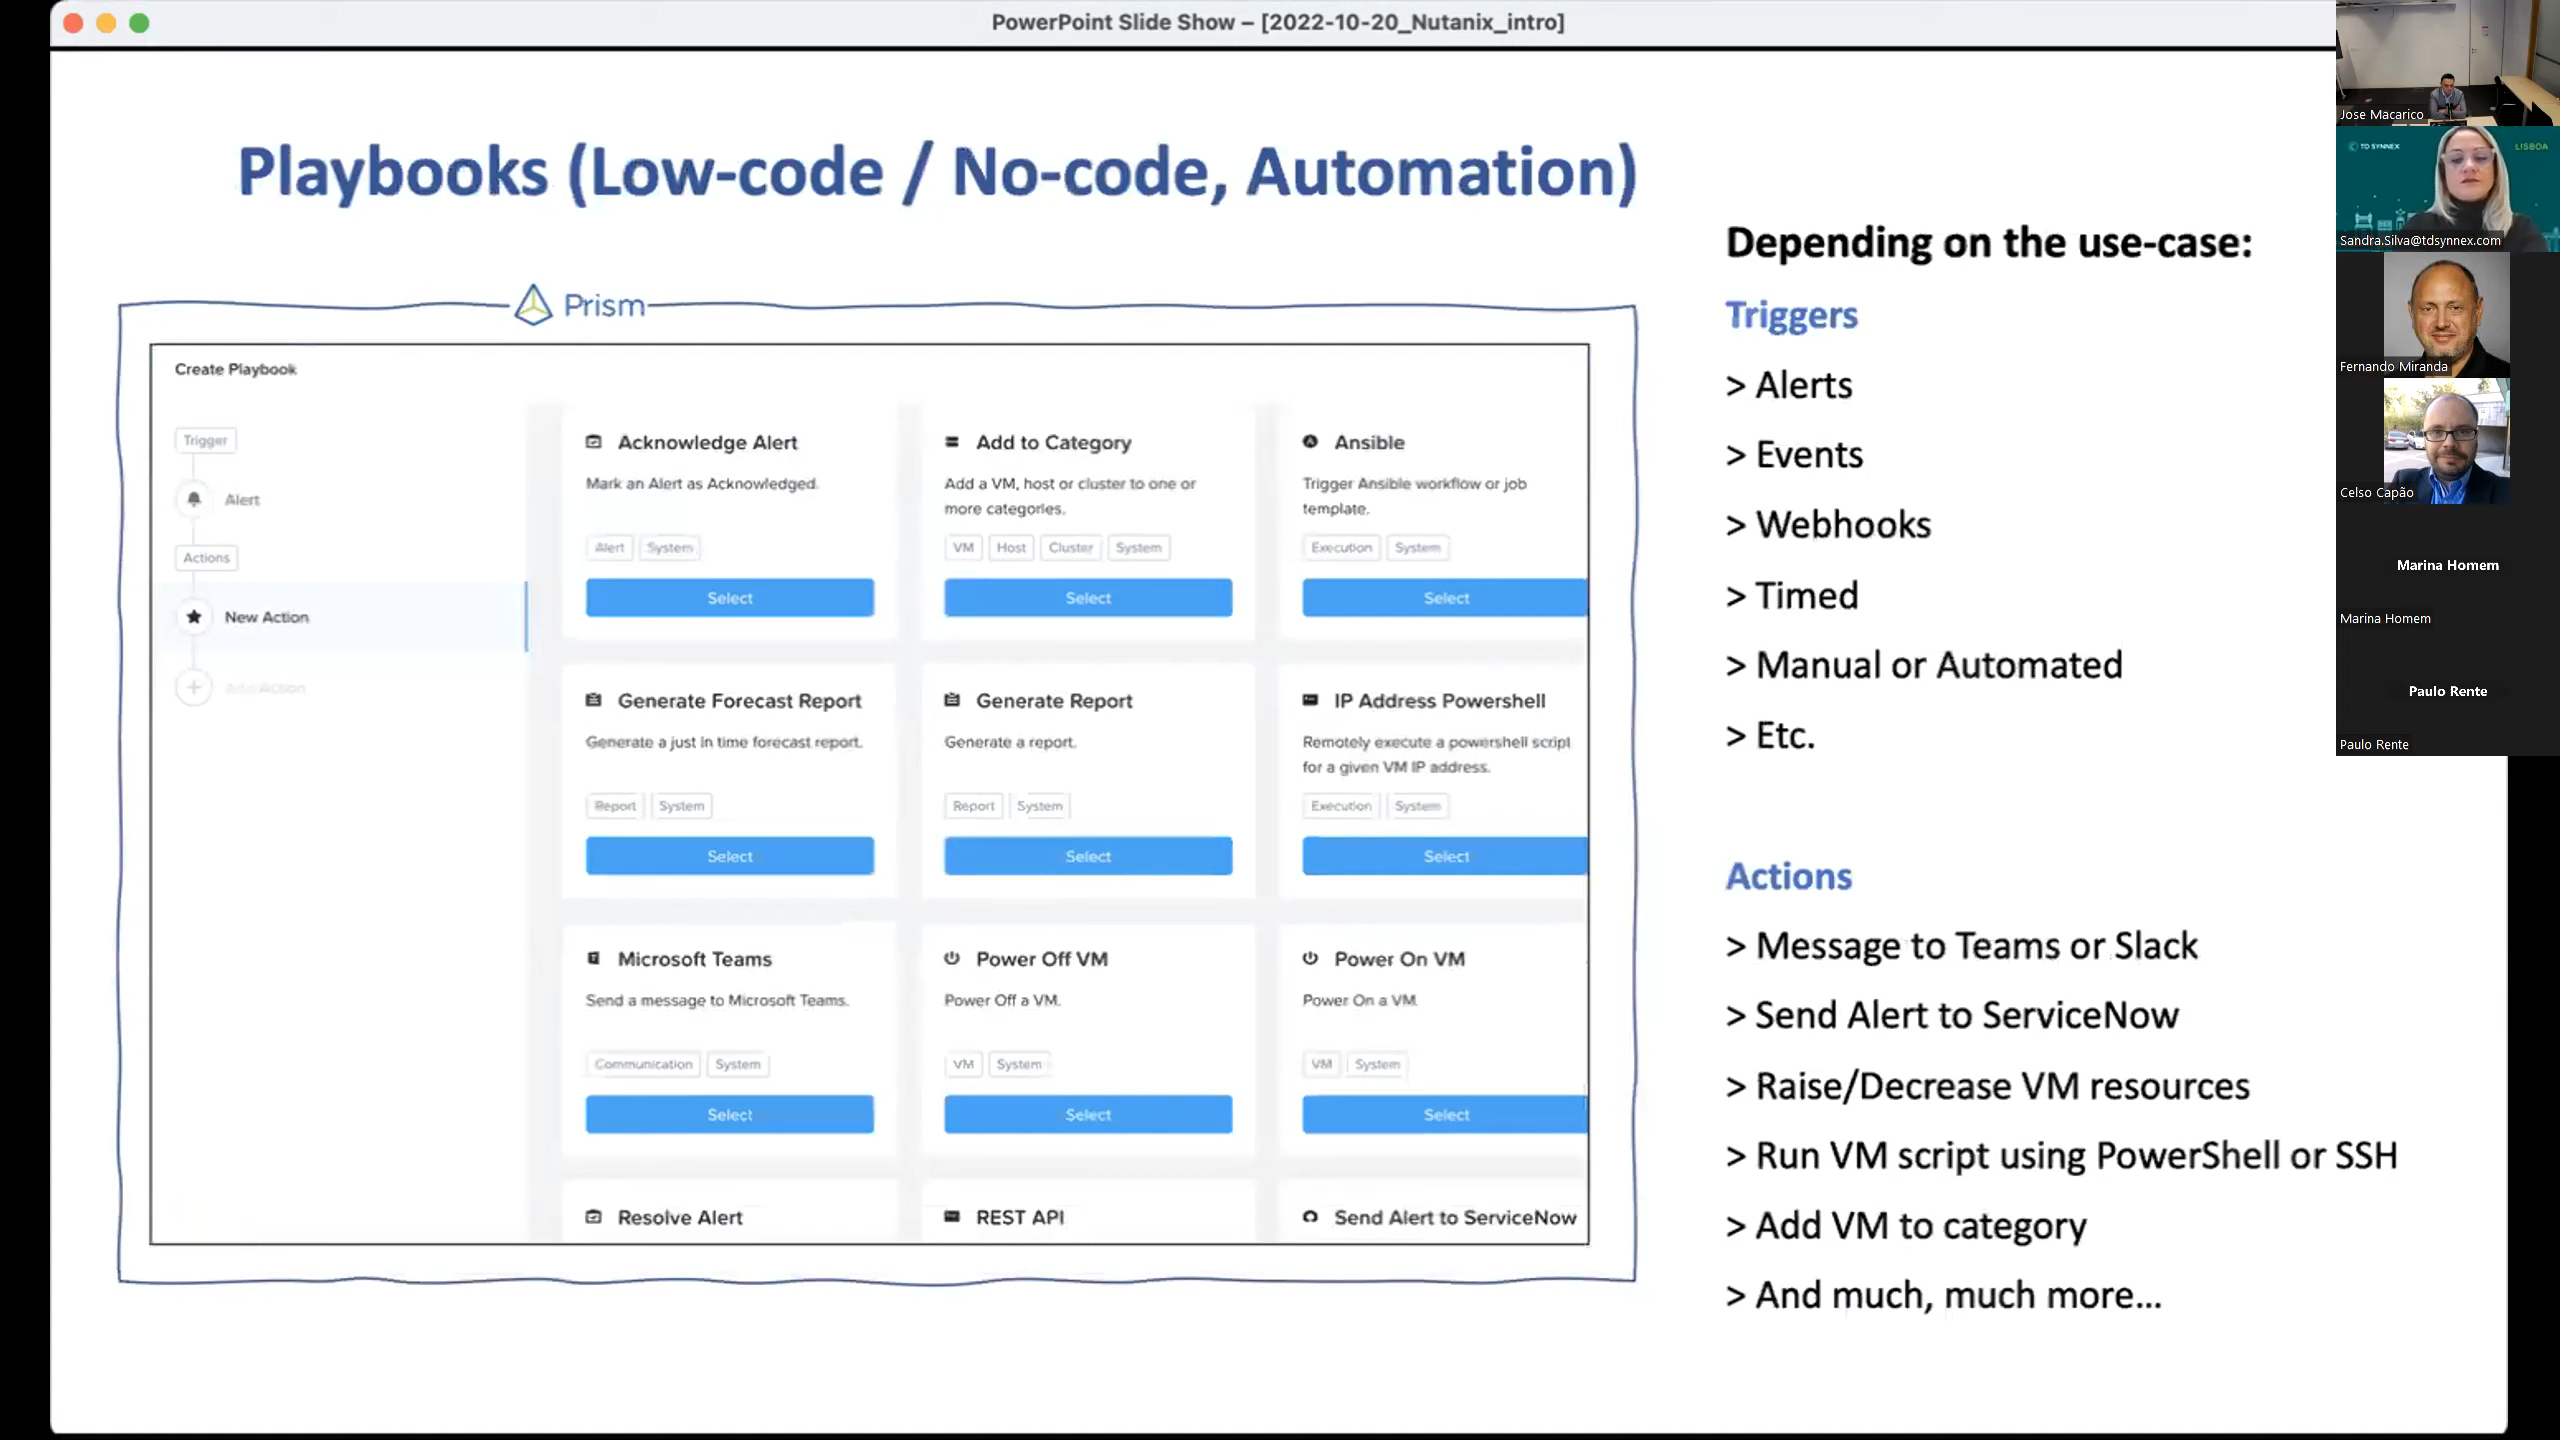 PowerPoint Slide Show – [2022-10-20_Nutanix_intro]
Playbooks (Low-code / No-code, Automation)
Prism
Create Playbook
Trigger
Alert
Actions
New Action
Add Action
Acknowledge Alert
Mark an Alert as Acknowledged.
Alert System
Select
Add to Category
Add a VM, host or cluster to one or
more categories.
VM Host Cluster System
Select
Ansible
Trigger Ansible workflow or job
template.
Execution System
Select
Generate Forecast Report
Generate a just in time forecast report.
Report System
Select
Generate Report
Generate a report.
Report System
Select
IP Address Powershell
Remotely execute a powershell script
for a given VM IP address.
Execution System
Select
Microsoft Teams
Send a message to Microsoft Teams.
Communication System
Select
Power Off VM
Power Off a VM.
VM System
Select
Power On VM
Power On a VM.
VM System
Select
Resolve Alert
REST API
Send Alert to ServiceNow
Depending on the use-case:
Triggers
> Alerts
> Events
> Webhooks
> Timed
> Manual or Automated
> Etc.
Actions
> Message to Teams or Slack
> Send Alert to ServiceNow
> Raise/Decrease VM resources
> Run VM script using PowerShell or SSH
> Add VM to category
> And much, much more...
Jose Macarico
TD SYNNEX
LISBOA
Sandra.Silva@tdsynnex.com
Fernando Miranda
Celso Capão
Marina Homem
Marina Homem
Paulo Rente
Paulo Rente